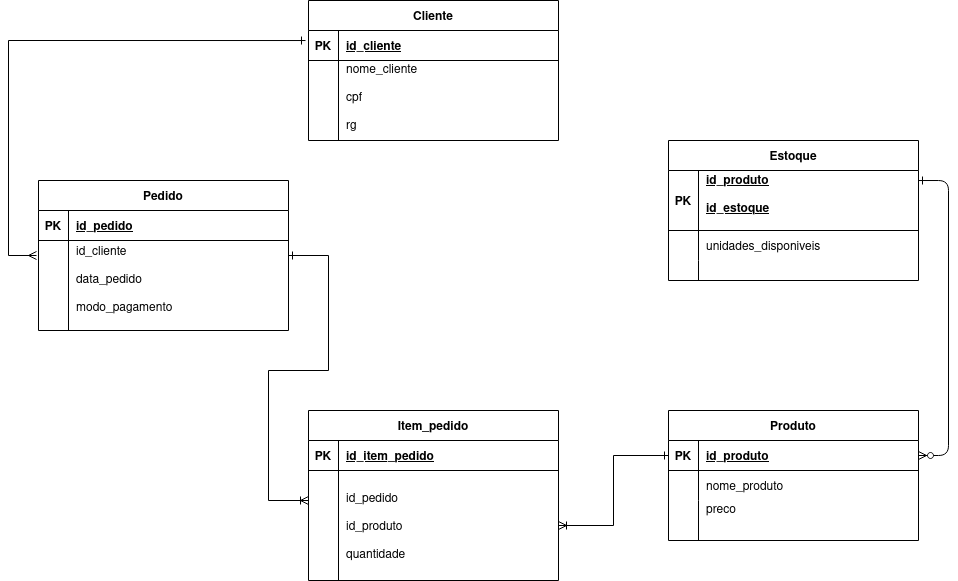 Cliente
PK id_cliente
nome_cliente
cpf
rg
Estoque
PK id_produto
id_estoque
unidades_disponiveis
Pedido
PK id_pedido
id_cliente
data_pedido
modo_pagamento
Item_pedido
PK id_item_pedido
id_pedido
id_produto
quantidade
Produto
PK id_produto
nome_produto
preco